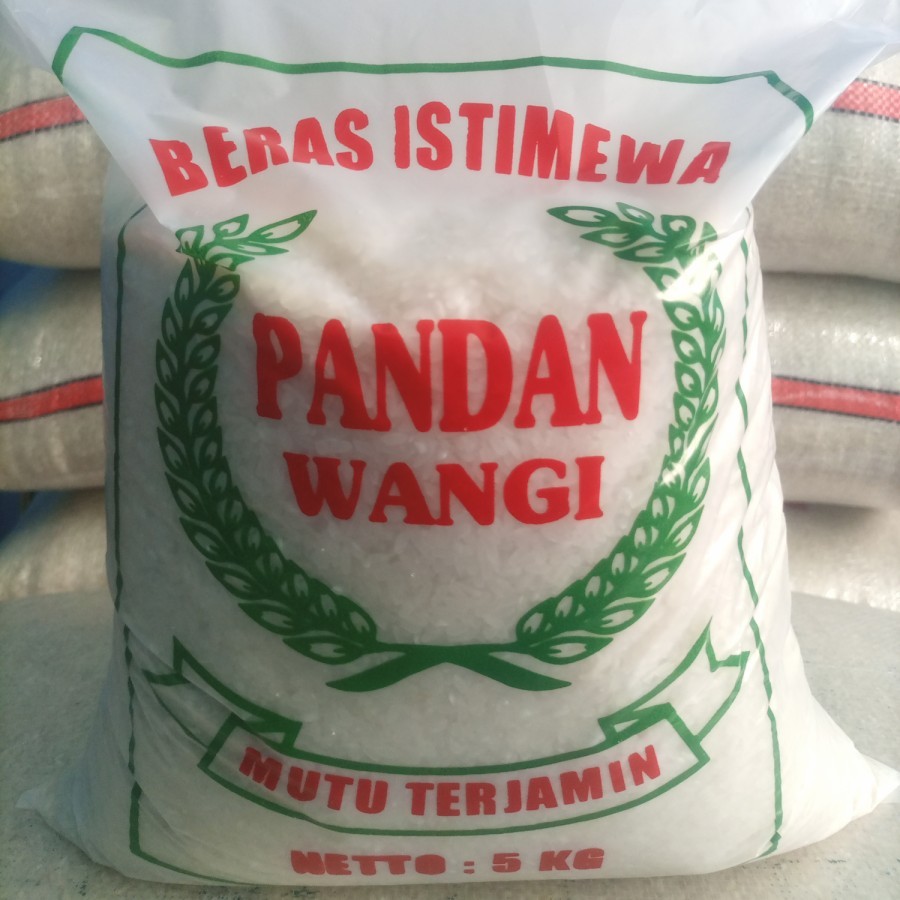 BERAS ISTIMEWA
PANDAN
WANGI
MUTU TERJAMIN
NETTO : 5 KG